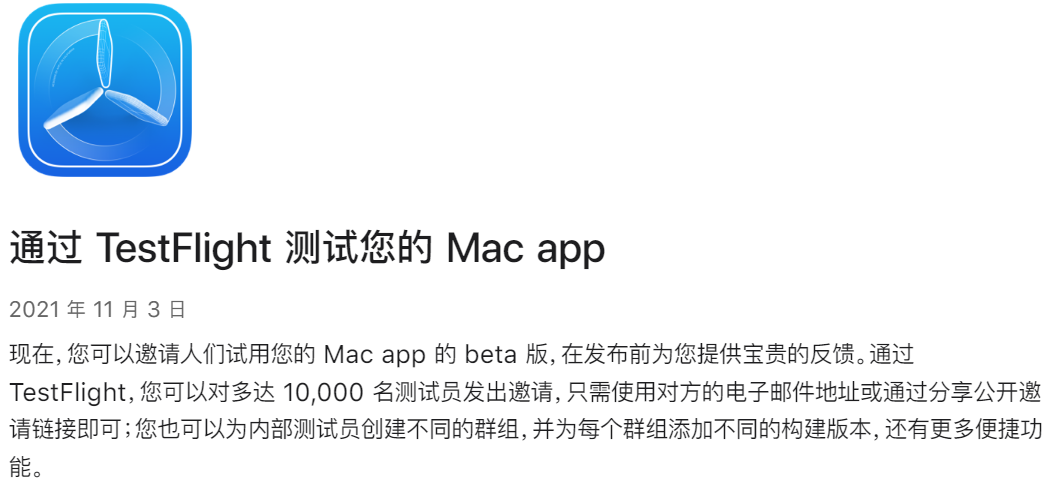 通过 TestFlight 测试您的 Mac app
2021 年 11 月 3 日
现在，您可以邀请人们试用您的 Mac app 的 beta 版，在发布前为您提供宝贵的反馈。通过
TestFlight，您可以对多达 10,000 名测试员发出邀请，只需使用对方的电子邮件地址或通过分享公开邀
请链接即可；您也可以为内部测试员创建不同的群组，并为每个群组添加不同的构建版本，还有更多便捷功
能。